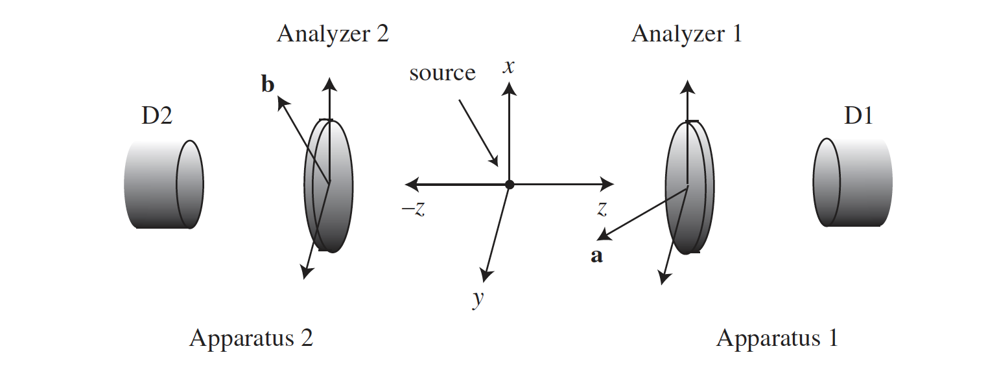 Analyzer 2
Analyzer 1
source
x
b
D2
D1
–z
z
a
y
Apparatus 2
Apparatus 1